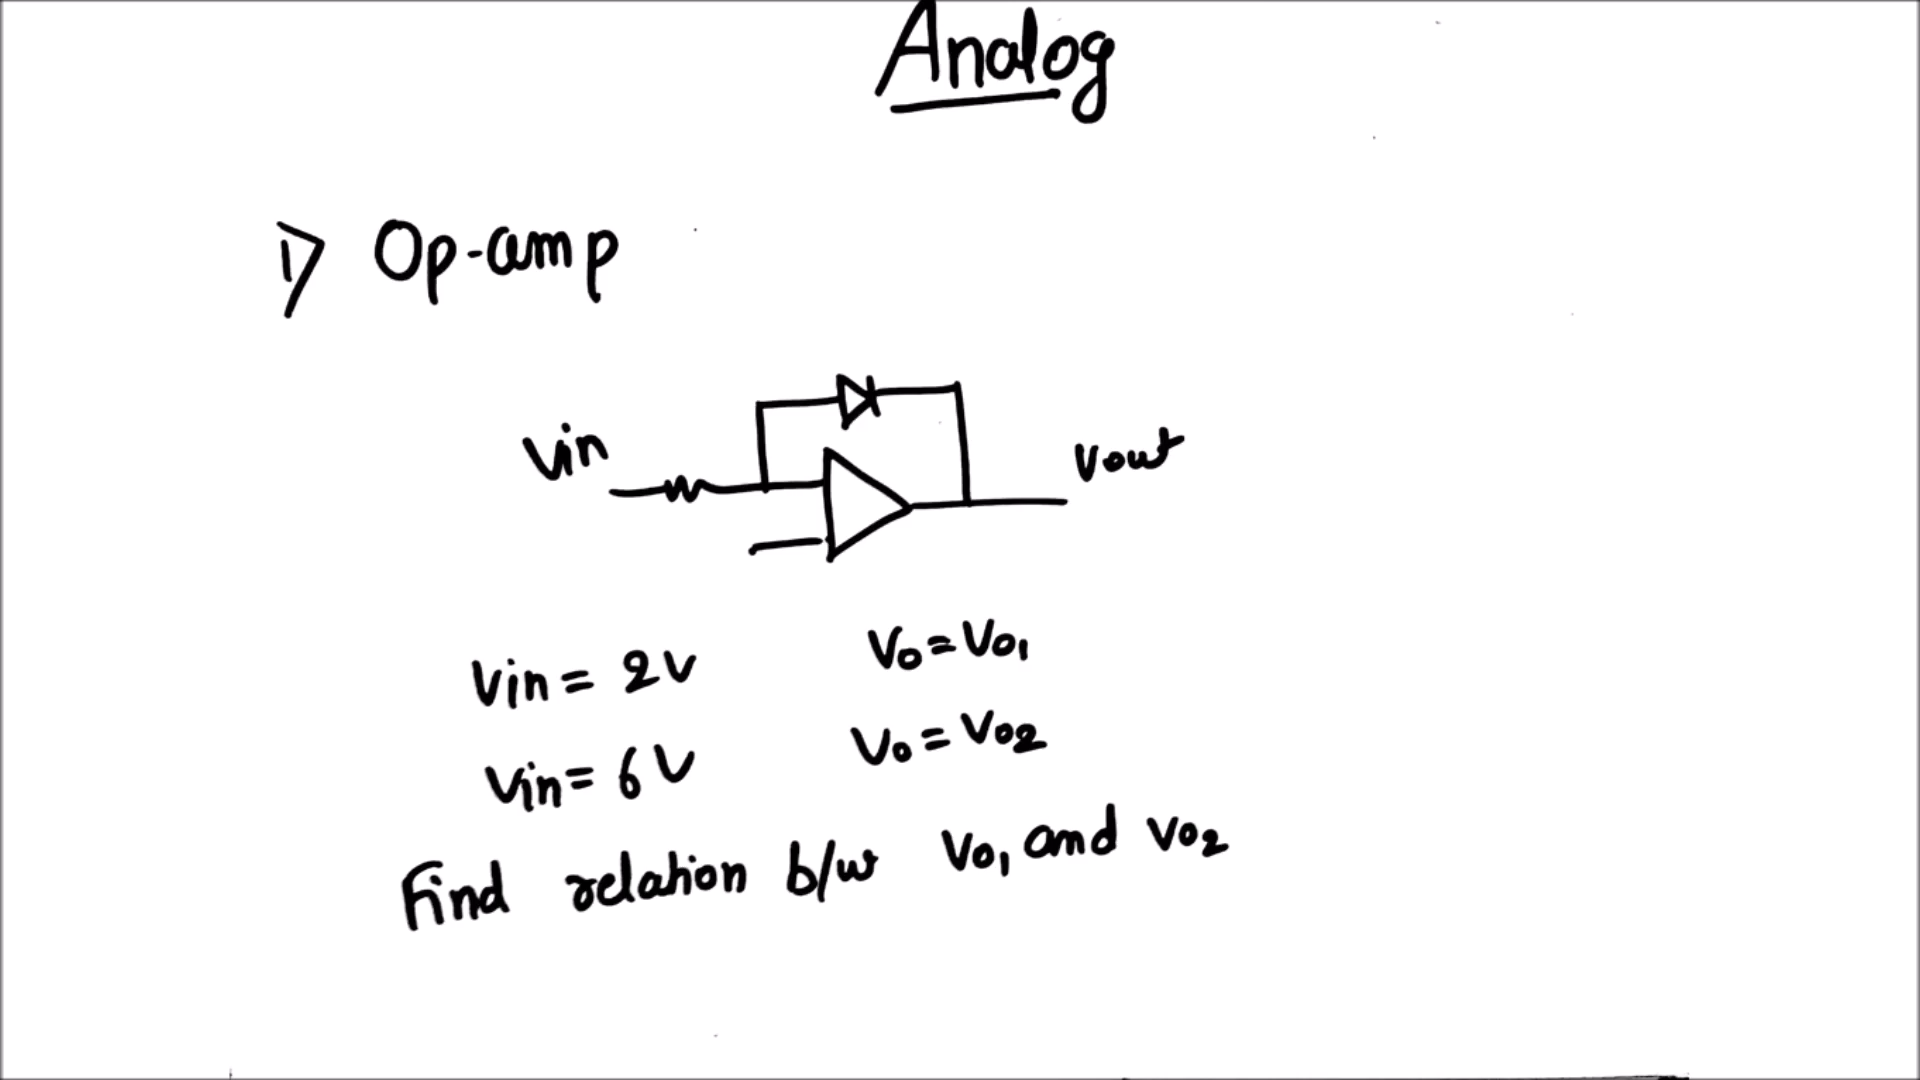 Analog
1) Op-amp
Vin
Vout
Vin = 2V Vo = Vo1
Vin = 6V Vo = Vo2
Find relation b/w Vo1 and Vo2